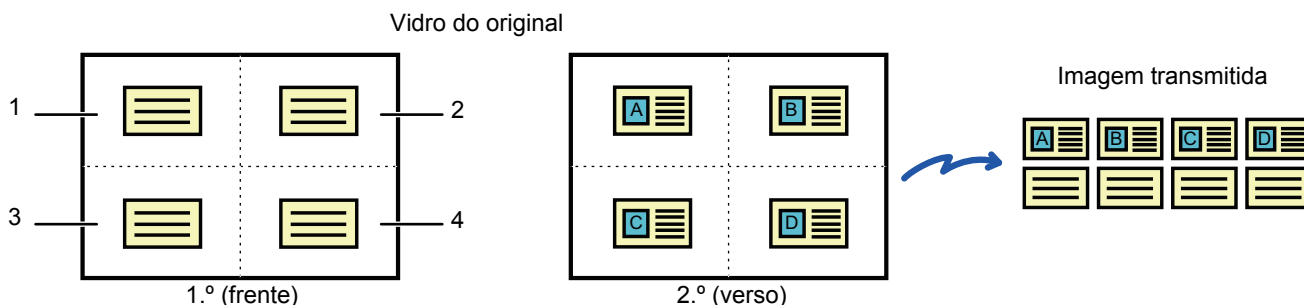 Vidro do original
Imagem transmitida
1
2
3
4
1.º (frente)
A
B
C
D
2.º (verso)
A
B
C
D